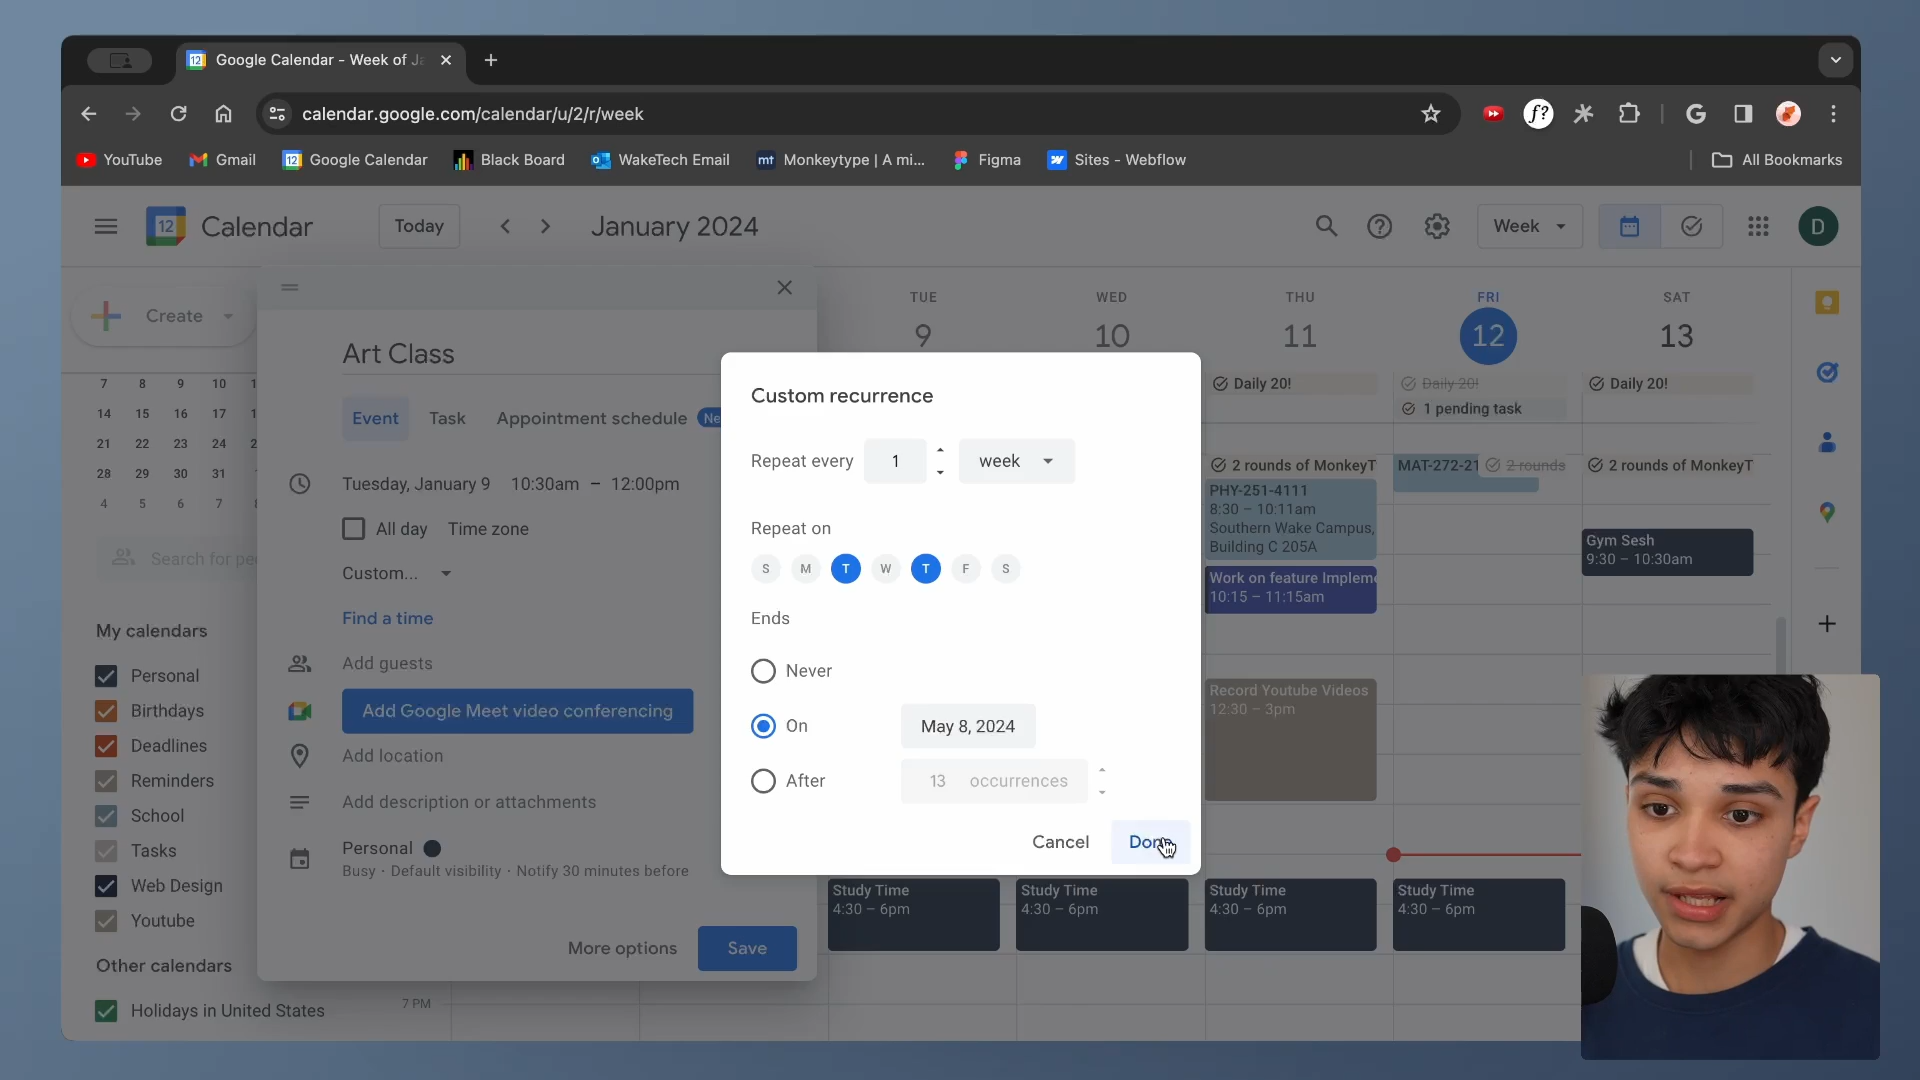 Google Calendar - Week of Ja
calendar.google.com/calendar/u/2/r/week
f?
YouTube
Gmail
12 Google Calendar
Black Board
WakeTech Email
mt Monkeytype | A mi...
Figma
Sites - Webflow
All Bookmarks
12 Calendar
Today
January 2024
Week
D
Create
7 8 9 10 1
14 15 16 17 1
21 22 23 24 2
28 29 30 31
4 5 6 7
Search for pe
My calendars
Personal
Birthdays
Deadlines
Reminders
School
Tasks
Web Design
Youtube
Other calendars
Holidays in United States
Art Class
Event Task Appointment schedule Ne
Tuesday, January 9 10:30am – 12:00pm
All day Time zone
Custom...
Find a time
Add guests
Add Google Meet video conferencing
Add location
Add description or attachments
Personal
Busy · Default visibility · Notify 30 minutes before
More options Save
Custom recurrence
Repeat every 1 week
Repeat on
S M T W T F S
Ends
Never
On May 8, 2024
After 13 occurrences
Cancel
TUE
9
WED
10
THU
11
FRI
12
SAT
13
Daily 20!
Daily 20!
Daily 20!
1 pending task
2 rounds of MonkeyT
MAT-272-21
2 rounds
2 rounds of MonkeyT
PHY-251-4111
8:30 – 10:11am
Southern Wake Campus,
Building C 205A
Work on feature Implem
10:15 – 11:15am
Gym Sesh
9:30 – 10:30am
Record Youtube Videos
12:30 – 3pm
Study Time
4:30 – 6pm
Study Time
4:30 – 6pm
Study Time
4:30 – 6pm
Study Time
4:30 – 6pm
7 PM